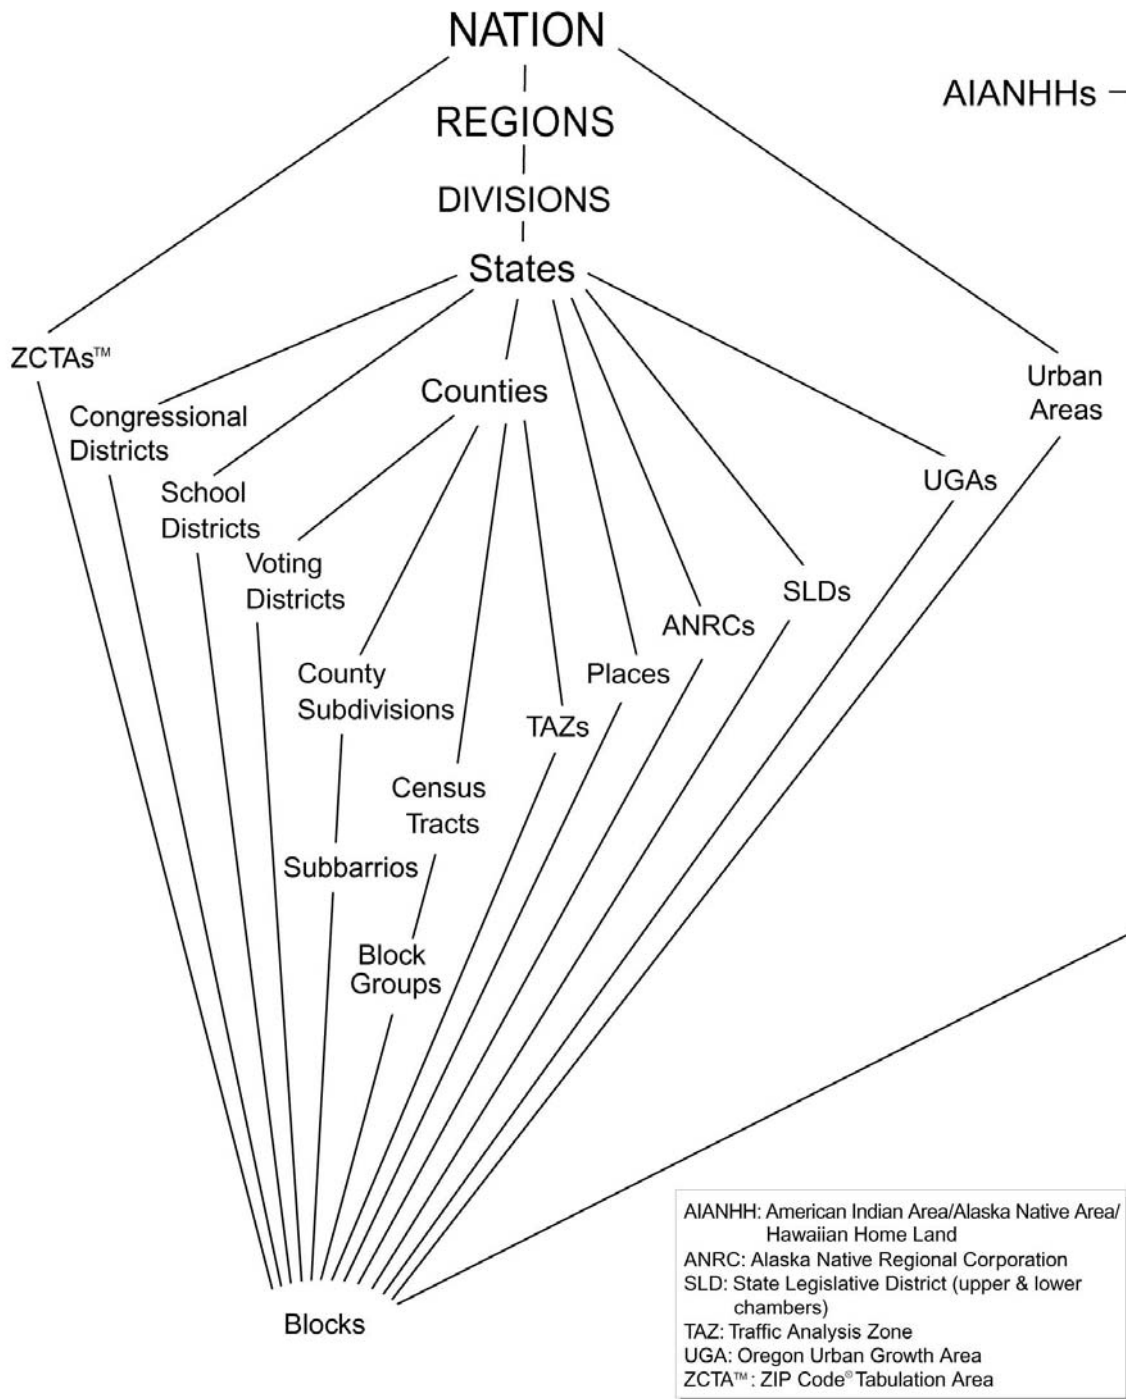 NATION
AIANHHs
REGIONS
DIVISIONS
States
ZCTAs™
Counties
Urban
Areas
Congressional
Districts
School
Districts
UGAs
Voting
Districts
SLDs
ANRCs
County
Subdivisions
Places
TAZs
Census
Tracts
Subbarrios
Block
Groups
Blocks
AIANHH: American Indian Area/Alaska Native Area/
Hawaiian Home Land
ANRC: Alaska Native Regional Corporation
SLD: State Legislative District (upper & lower
chambers)
TAZ: Traffic Analysis Zone
UGA: Oregon Urban Growth Area
ZCTA™: ZIP Code® Tabulation Area